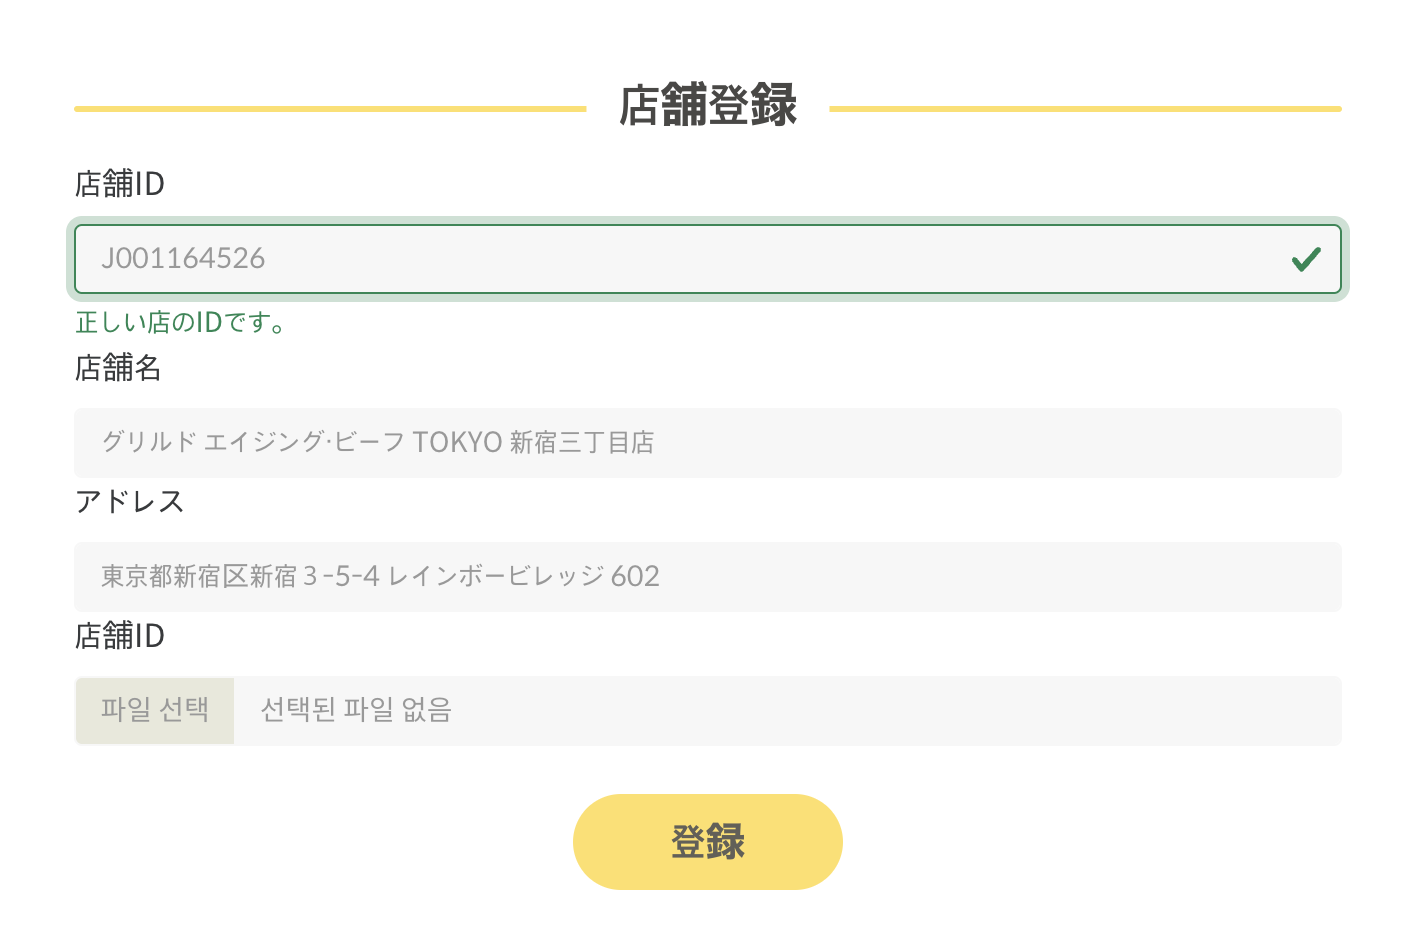 店舗登録
店舗ID
J001164526
正しい店のIDです。
店舗名
グリルド エイジング·ビーフ TOKYO 新宿三丁目店
アドレス
東京都新宿区新宿３-5-4 レインボービレッジ 602
店舗ID
파일 선택 선택된 파일 없음
登録